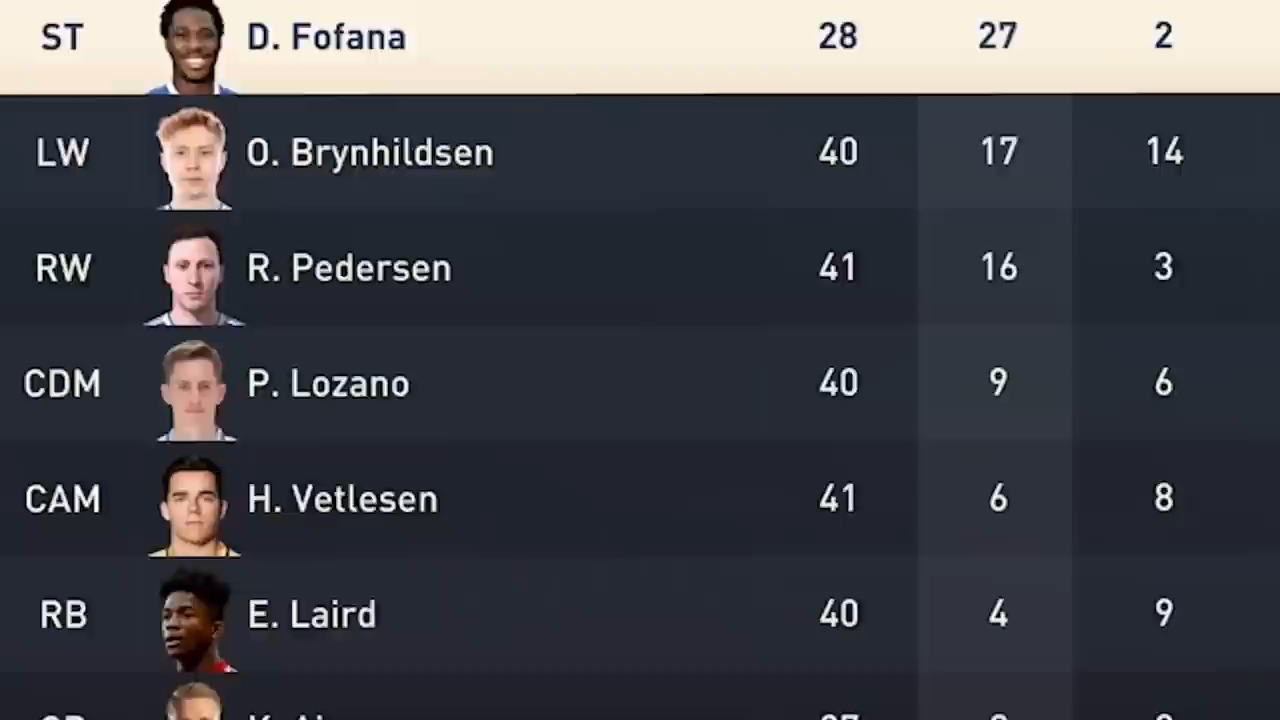 ST D. Fofana 28 27 2
LW O. Brynhildsen 40 17 14
RW R. Pedersen 41 16 3
CDM P. Lozano 40 9 6
CAM H. Vetlesen 41 6 8
RB E. Laird 40 4 9